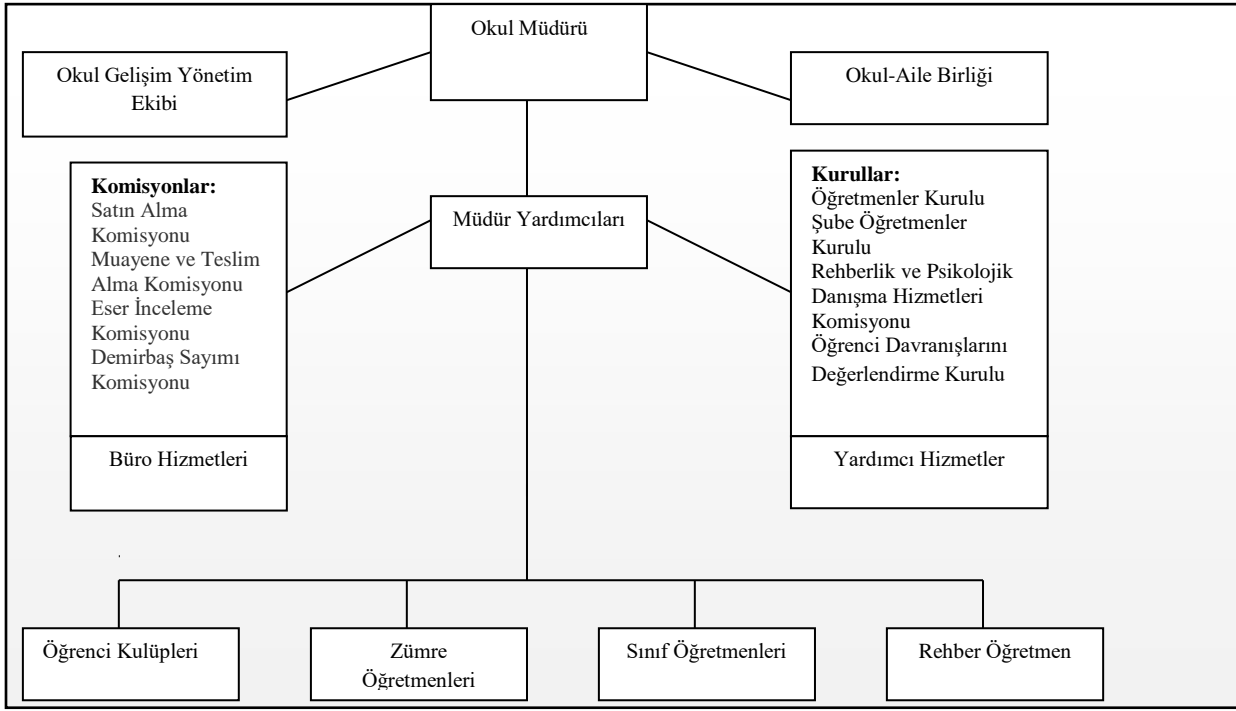 Okul Müdürü
Okul Gelişim Yönetim
Ekibi
Okul-Aile Birliği
Komisyonlar:
Satın Alma
Komisyonu
Muayene ve Teslim
Alma Komisyonu
Eser İnceleme
Komisyonu
Demirbaş Sayımı
Komisyonu
Müdür Yardımcıları
Kurullar:
Öğretmenler Kurulu
Şube Öğretmenler
Kurulu
Rehberlik ve Psikolojik
Danışma Hizmetleri
Komisyonu
Öğrenci Davranışlarını
Değerlendirme Kurulu
Büro Hizmetleri
Yardımcı Hizmetler
Öğrenci Kulüpleri
Zümre
Öğretmenleri
Sınıf Öğretmenleri
Rehber Öğretmen